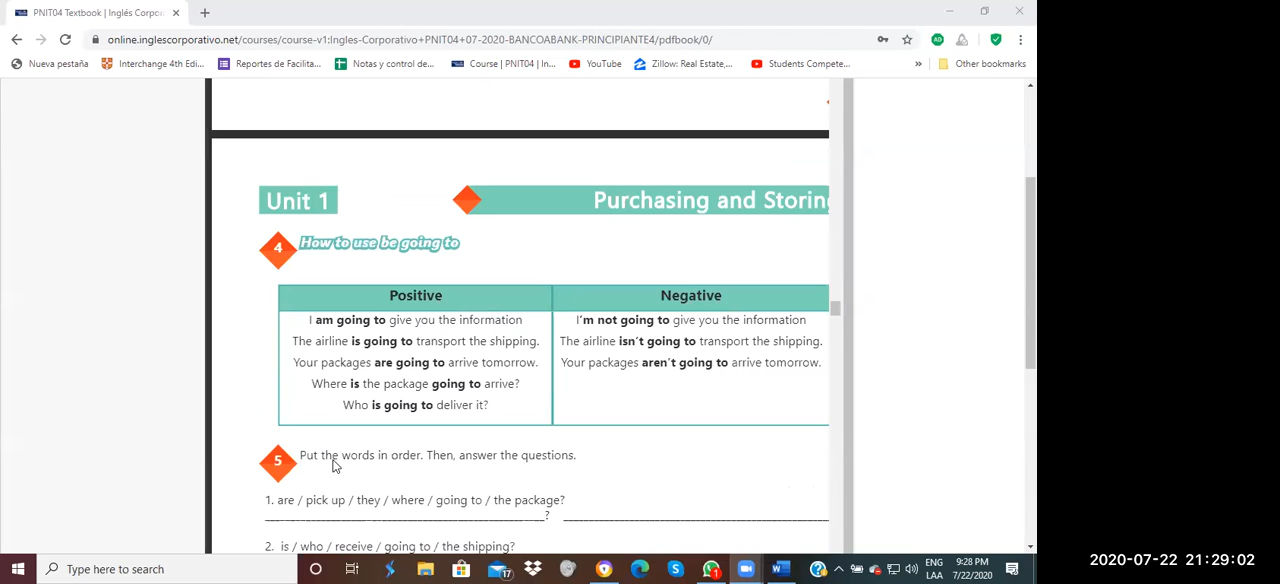 PNIT04 Textbook | Inglés Corpor
online.inglescorporativo.net/courses/course-v1:Ingles-Corporativo+PNIT04+07-2020-BANCOABANK-PRINCIPIANTE4/pdfbook/0/
Nueva pestaña Interchange 4th Edi... Reportes de Facilita... Notas y control de... Course | PNIT04 | In... YouTube Zillow: Real Estate,... Students Compete... » Other bookmarks
Unit 1 Purchasing and Storin
4 How to use be going to
Positive Negative
I am going to give you the information I'm not going to give you the information
The airline is going to transport the shipping. The airline isn't going to transport the shipping.
Your packages are going to arrive tomorrow. Your packages aren't going to arrive tomorrow.
Where is the package going to arrive?
Who is going to deliver it?
5 Put the words in order. Then, answer the questions.
1. are / pick up / they / where / going to / the package?
?
2. is / who / receive / going to / the shipping?
Type here to search 17 ENG 9:28 PM
LAA 7/22/2020
2020-07-22 21:29:02